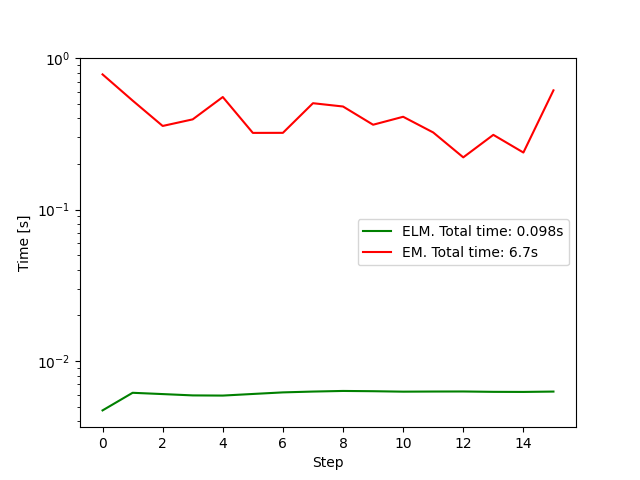 10⁰
10⁻¹
10⁻²
Time [s]
ELM. Total time: 0.098s
EM. Total time: 6.7s
0 2 4 6 8 10 12 14
Step